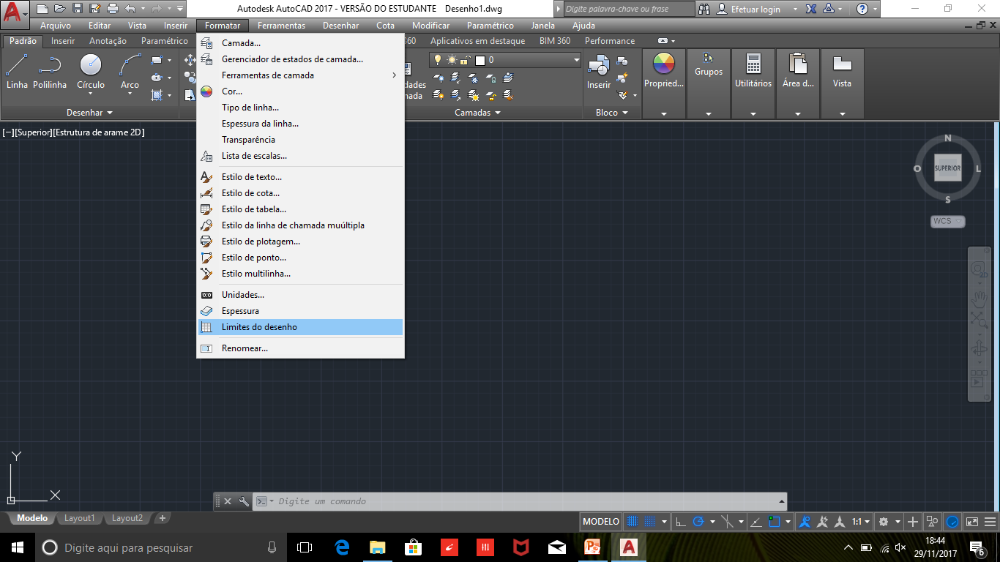 Autodesk AutoCAD 2017 - VERSÃO DO ESTUDANTE Desenho1.dwg
Digite palavra-chave ou frase
Efetuar login
Arquivo Editar Vista Inserir Formatar Ferramentas Desenhar Cota Modificar Paramétrico Janela Ajuda
Padrão Inserir Anotação Paramétrico 360 Aplicativos em destaque BIM 360 Performance
Linha Polilinha Círculo Arco
Desenhar
Camada...
Gerenciador de estados de camada...
Ferramentas de camada
Cor...
Tipo de linha...
Espessura da linha...
Transparência
Lista de escalas...
Estilo de texto...
Estilo de cota...
Estilo de tabela...
Estilo da linha de chamada muúltipla
Estilo de plotagem...
Estilo de ponto...
Estilo multilinha...
Unidades...
Espessura
Limites do desenho
Renomear...
dades
mada
0
Camadas
Inserir
Bloco
Propried...
Grupos
Utilitários
Área d...
Vista
[−][Superior][Estrutura de arame 2D]
N
O SUPERIOR L
S
WCS
2D
Y
X
Digite um comando
Modelo Layout1 Layout2 +
MODELO 1:1
Digite aqui para pesquisar
18:44
29/11/2017
6